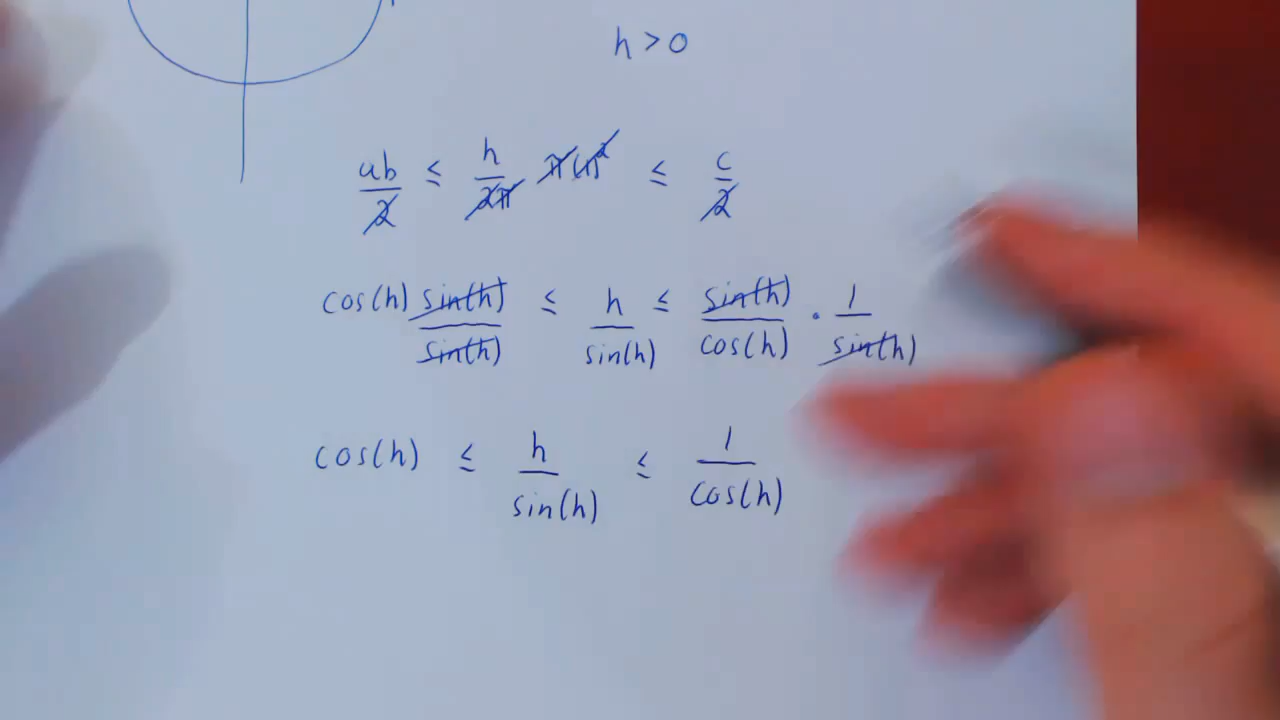 h > 0
ab/2 ≤ h/2π π(1)² ≤ c/2
cos(h) sin(h)/sin(h) ≤ h/sin(h) ≤ sin(h)/cos(h) · 1/sin(h)
cos(h) ≤ h/sin(h) ≤ 1/cos(h)